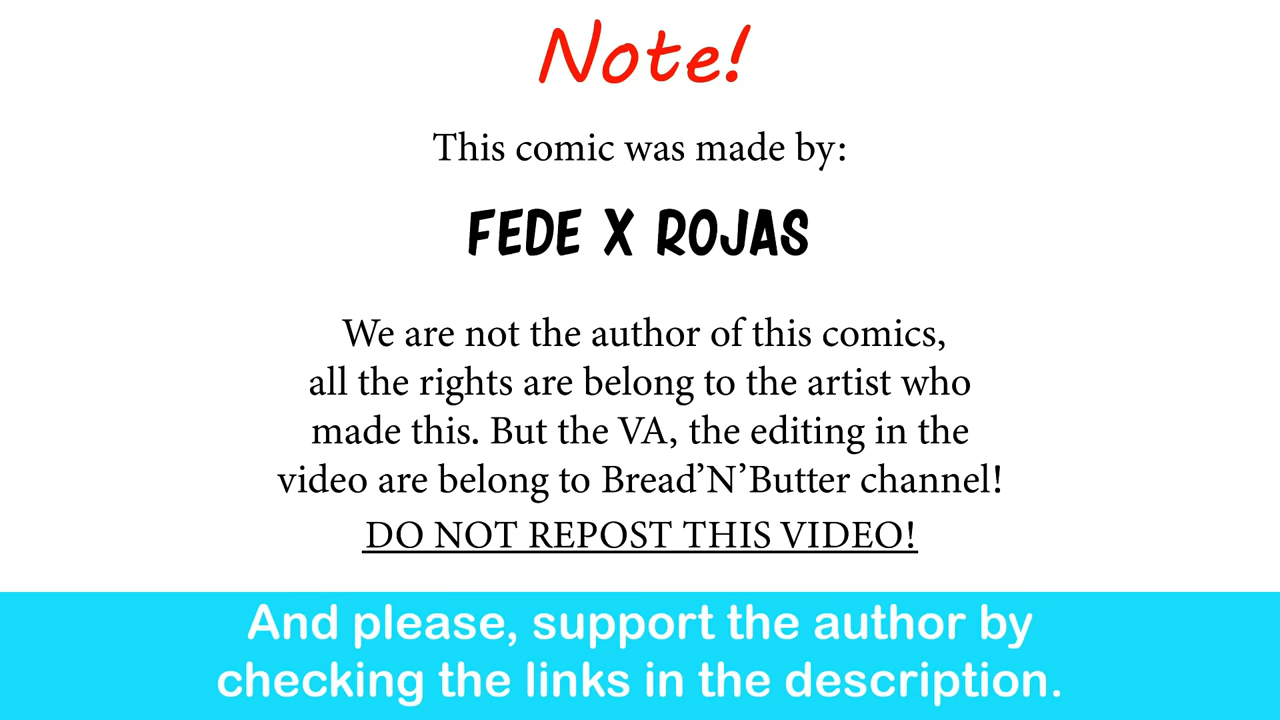 Note!
This comic was made by:
FEDE X ROJAS
We are not the author of this comics,
all the rights are belong to the artist who
made this. But the VA, the editing in the
video are belong to Bread’N’Butter channel!
DO NOT REPOST THIS VIDEO!
And please, support the author by
checking the links in the description.